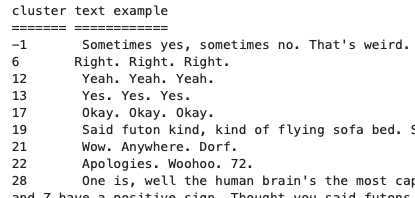 cluster text example
======= ============
-1 Sometimes yes, sometimes no. That's weird.
6 Right. Right. Right.
12 Yeah. Yeah. Yeah.
13 Yes. Yes. Yes.
17 Okay. Okay. Okay.
19 Said futon kind, kind of flying sofa bed. S
21 Wow. Anywhere. Dorf.
22 Apologies. Woohoo. 72.
28 One is, well the human brain's the most cap
and Z have a positive sign. Thought you said futons